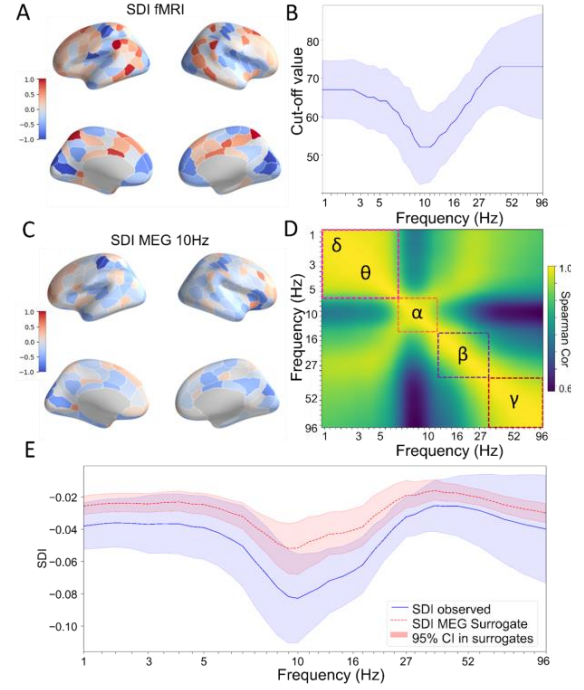 A
SDI fMRI
1.0
0.5
0.0
−0.5
−1.0
B
Cut-off value
80
70
60
50
1
3
5
10
16
27
52
96
Frequency (Hz)
C
SDI MEG 10Hz
1.0
0.5
0.0
−0.5
−1.0
D
Frequency (Hz)
1
3
5
10
16
27
52
96
δ
θ
α
β
γ
1
3
5
10
16
27
52
96
Frequency (Hz)
1.0
Spearman Cor
0.6
E
SDI
−0.02
−0.04
−0.06
−0.08
−0.10
SDI observed
SDI MEG Surrogate
95% CI in surrogates
1
3
5
10
16
27
52
96
Frequency (Hz)